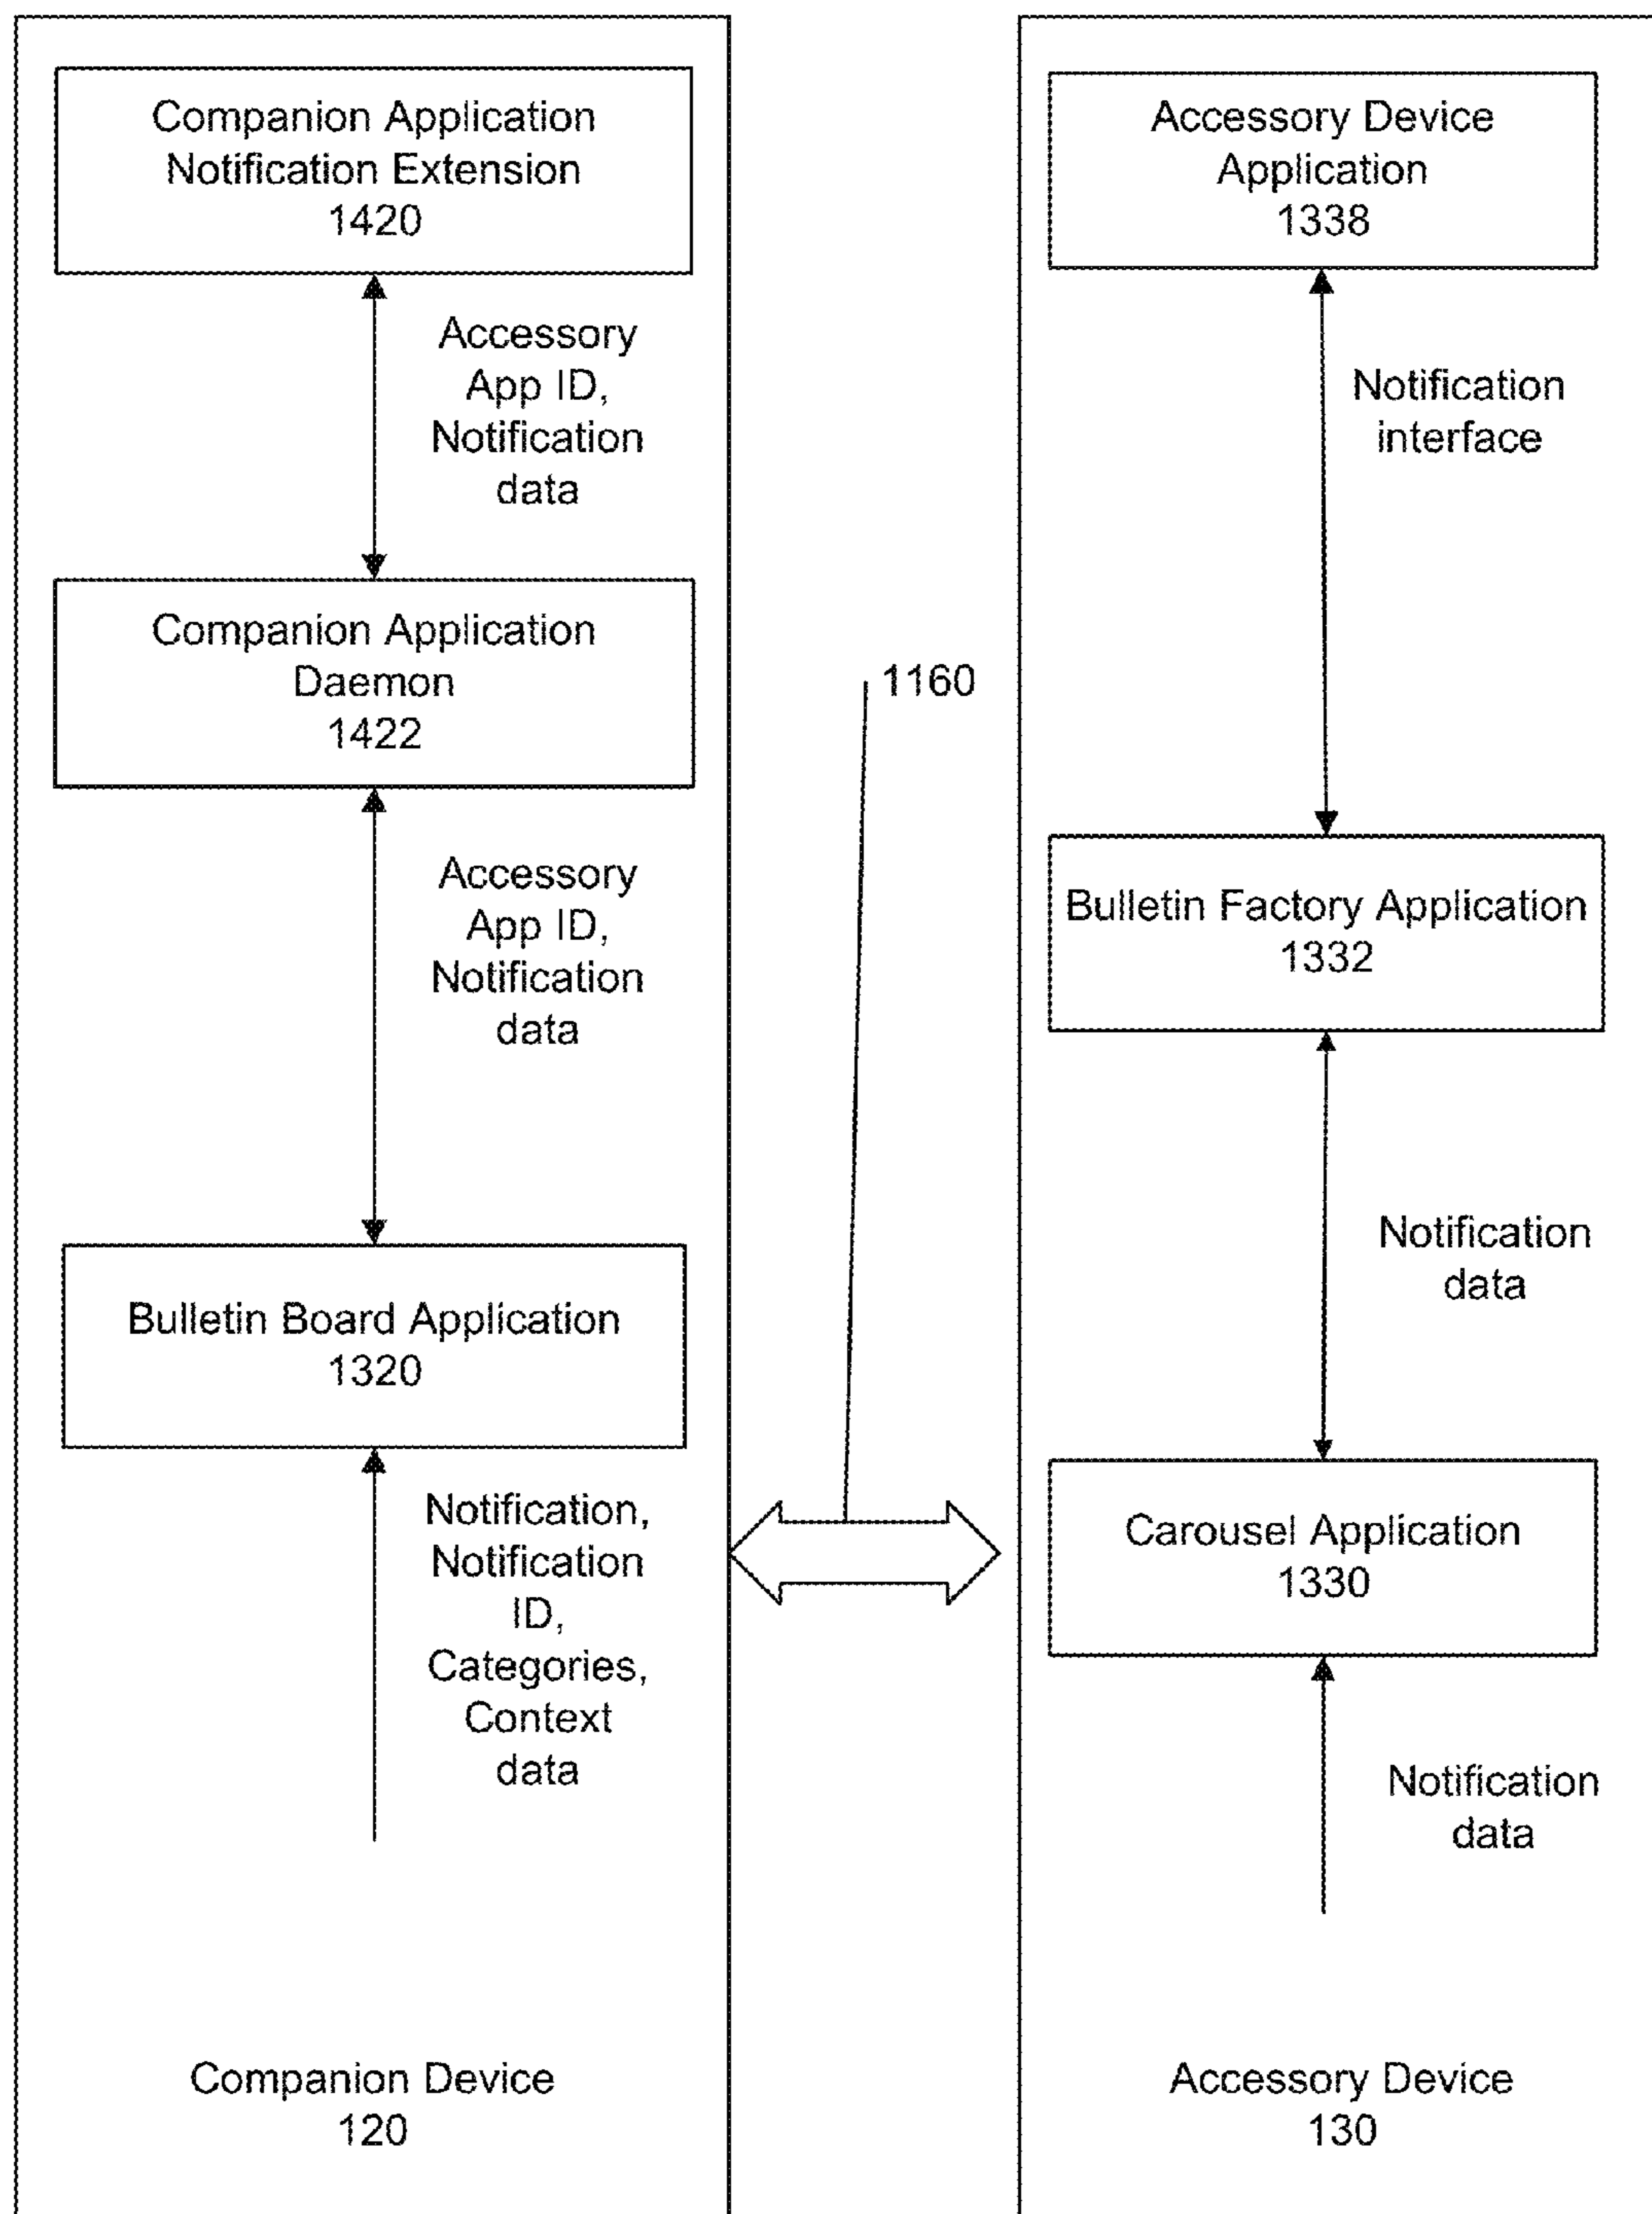 Companion Application
Notification Extension
1420
Accessory
App ID,
Notification
data
Companion Application
Daemon
1422
Accessory
App ID,
Notification
data
Bulletin Board Application
1320
Notification,
Notification
ID,
Categories,
Context
data
Companion Device
120
1160
Accessory Device
Application
1338
Notification
interface
Bulletin Factory Application
1332
Notification
data
Carousel Application
1330
Notification
data
Accessory Device
130